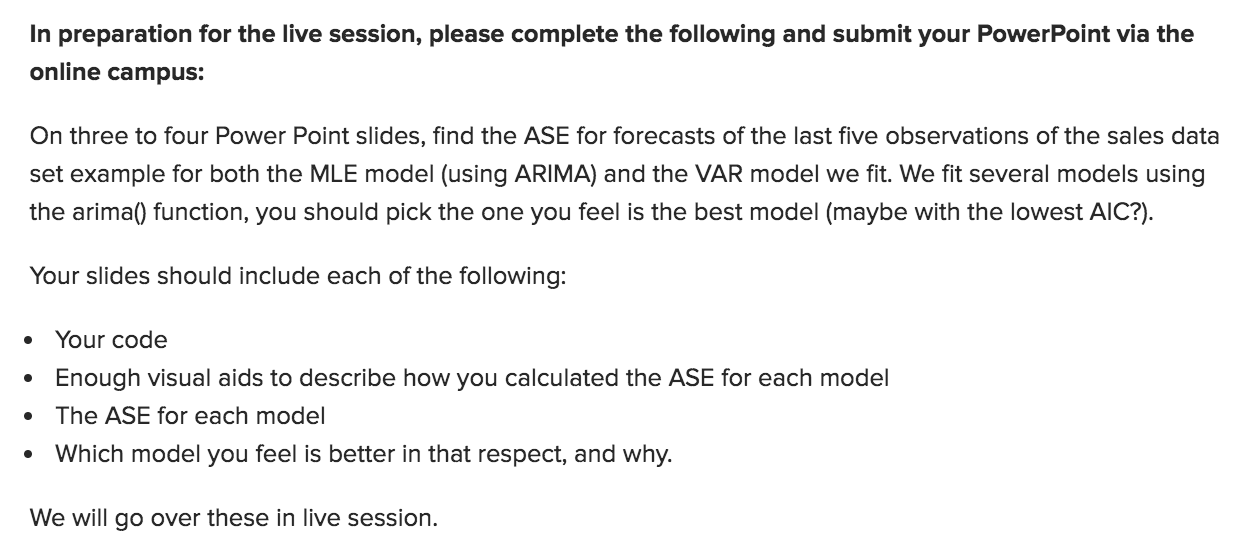 In preparation for the live session, please complete the following and submit your PowerPoint via the
online campus:
On three to four Power Point slides, find the ASE for forecasts of the last five observations of the sales data
set example for both the MLE model (using ARIMA) and the VAR model we fit. We fit several models using
the arima() function, you should pick the one you feel is the best model (maybe with the lowest AIC?).
Your slides should include each of the following:
• Your code
• Enough visual aids to describe how you calculated the ASE for each model
• The ASE for each model
• Which model you feel is better in that respect, and why.
We will go over these in live session.